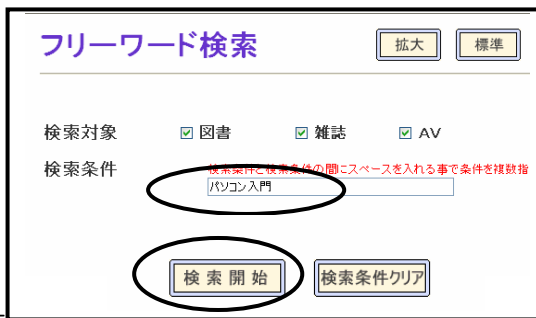 フリーワード検索 拡大 標準
検索対象 図書 雑誌 AV
検索条件 検索条件と検索条件の間にスペースを入れる事で条件を複数指
パソコン入門
検索開始 検索条件クリア